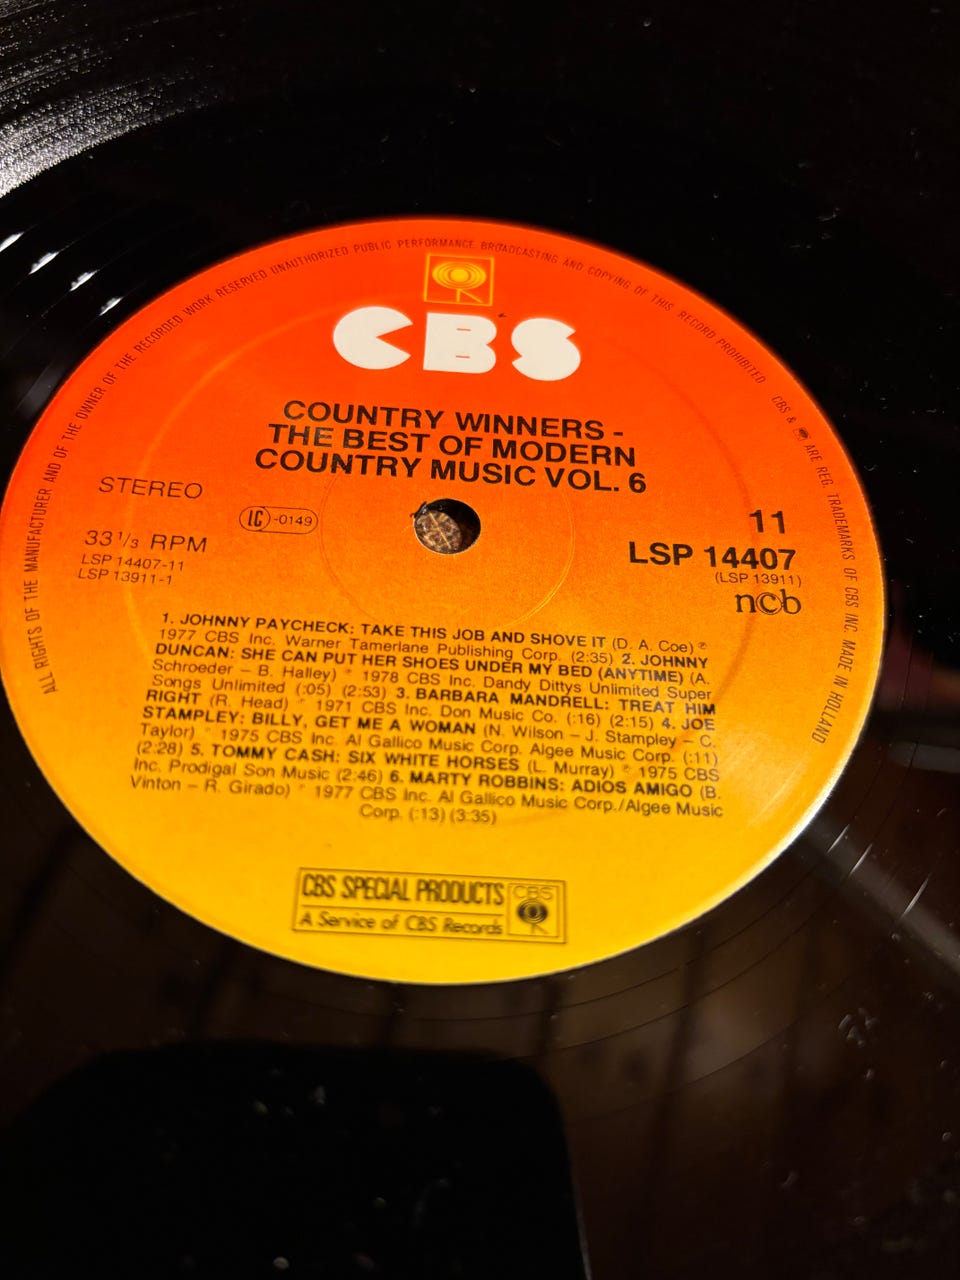 ALL RIGHTS OF THE MANUFACTURER AND OF THE OWNER OF THE RECORDED WORK RESERVED UNAUTHORIZED PUBLIC PERFORMANCE BROADCASTING AND COPYING OF THIS RECORD PROHIBITED
CBS & ARE REG. TRADEMARKS OF CBS INC. MADE IN HOLLAND
CBS
COUNTRY WINNERS -
THE BEST OF MODERN
COUNTRY MUSIC VOL. 6
STEREO
LC -0149
33 1/3 RPM
LSP 14407-11
LSP 13911-1
11
LSP 14407
(LSP 13911)
ncb
1. JOHNNY PAYCHECK: TAKE THIS JOB AND SHOVE IT (D. A. Coe) ℗
1977 CBS Inc. Warner Tamerlane Publishing Corp. (2:35) 2. JOHNNY
DUNCAN: SHE CAN PUT HER SHOES UNDER MY BED (ANYTIME) (A.
Schroeder – B. Halley) ℗ 1978 CBS Inc. Dandy Dittys Unlimited Super
Songs Unlimited (:05) (2:53) 3. BARBARA MANDRELL: TREAT HIM
RIGHT (R. Head) ℗ 1971 CBS Inc. Don Music Co. (:16) (2:15) 4. JOE
STAMPLEY: BILLY, GET ME A WOMAN (N. Wilson – J. Stampley – C.
Taylor) ℗ 1975 CBS Inc. Al Gallico Music Corp. Algee Music Corp. (:11)
(2:28) 5. TOMMY CASH: SIX WHITE HORSES (L. Murray) ℗ 1975 CBS
Inc. Prodigal Son Music (2:46) 6. MARTY ROBBINS: ADIOS AMIGO (B.
Vinton – R. Girado) ℗ 1977 CBS Inc. Al Gallico Music Corp./Algee Music
Corp. (:13) (3:35)
CBS SPECIAL PRODUCTS
A Service of CBS Records
CBS